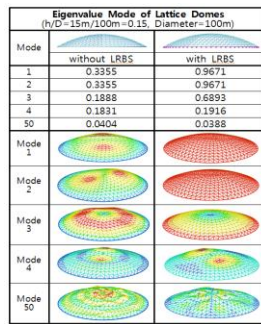 Eigenvalue Mode of Lattice Domes
(h/D=15m/100m=0.15, Diameter=100m)
Mode
without LRBS with LRBS
1 0.3355 0.9671
2 0.3355 0.9671
3 0.1888 0.6893
4 0.1831 0.1916
50 0.0404 0.0388
Mode
1
Mode
2
Mode
3
Mode
4
Mode
50